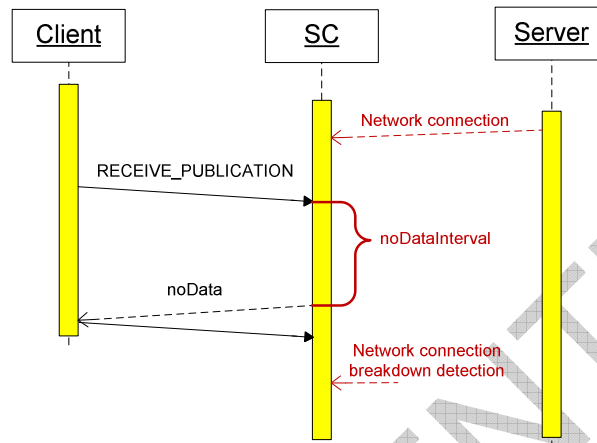 Client
SC
Server
Network connection
RECEIVE_PUBLICATION
noDataInterval
noData
Network connection
breakdown detection